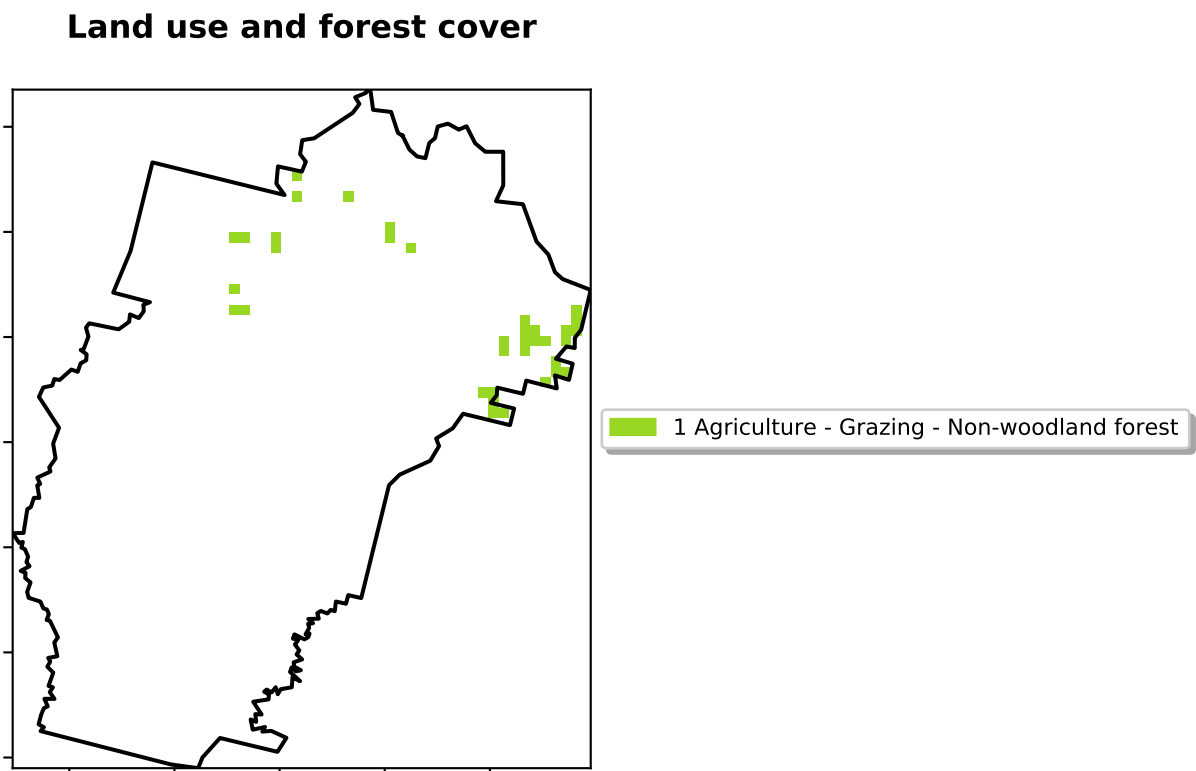 Land use and forest cover
1 Agriculture - Grazing - Non-woodland forest